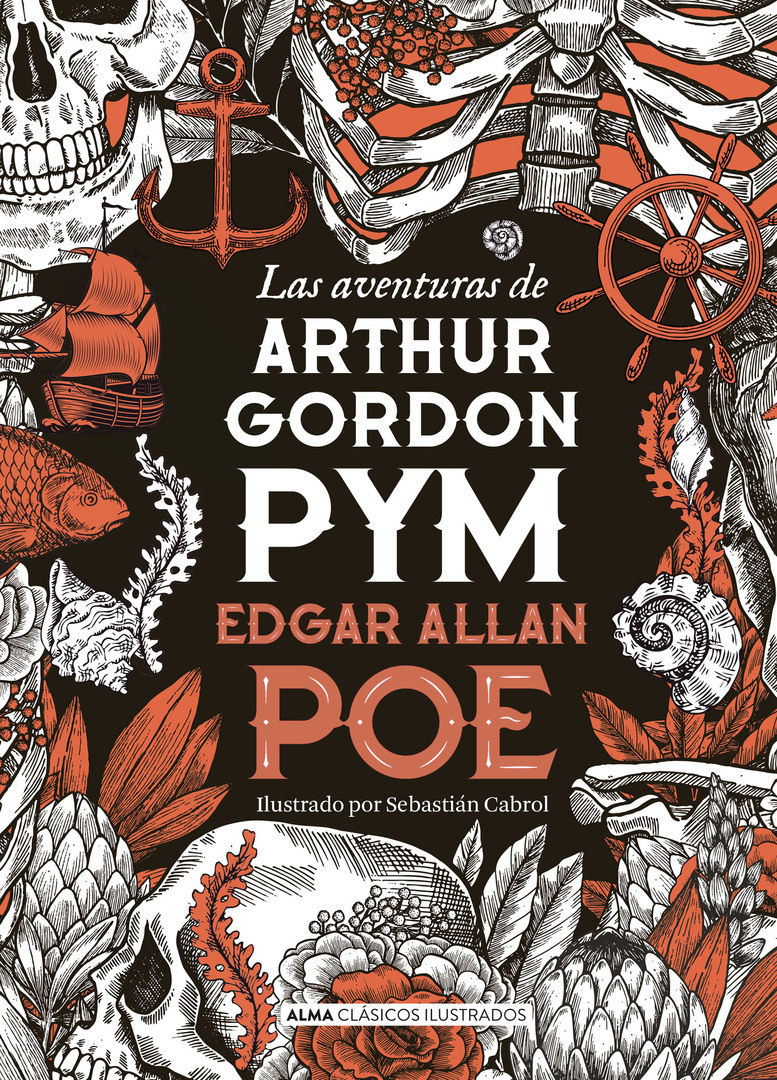 Las aventuras de
ARTHUR
GORDON
PYM
EDGAR ALLAN
POE
Ilustrado por Sebastián Cabrol
ALMA CLÁSICOS ILUSTRADOS